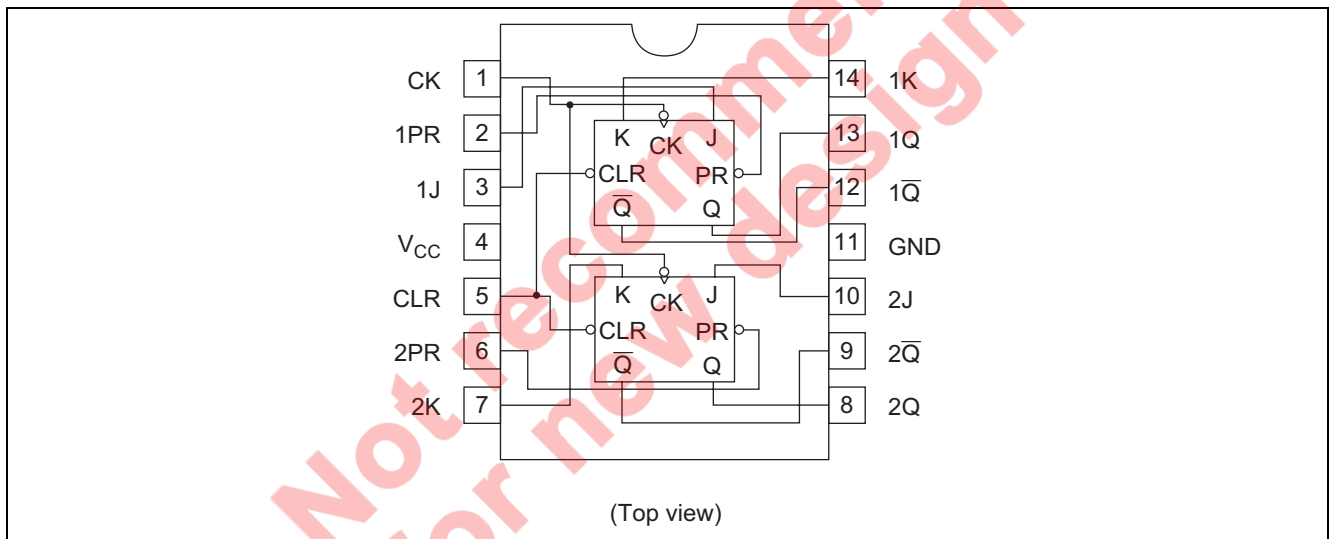 CK 1 14 1K
1PR 2 13 1Q
1J 3 12 1Q̅
VCC 4 11 GND
CLR 5 10 2J
2PR 6 9 2Q̅
2K 7 8 2Q
K CK J
CLR PR
Q̅ Q
K CK J
CLR PR
Q̅ Q
(Top view)
Not recommen
for new design